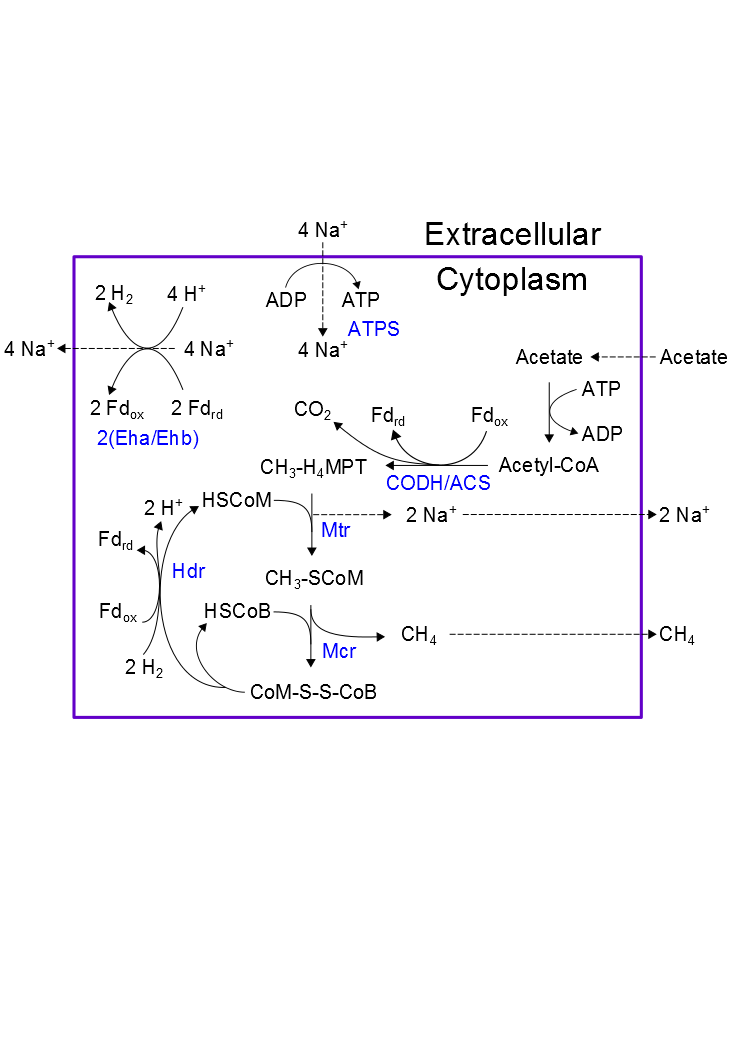 4 Na⁺
Extracellular
Cytoplasm
2 H₂
4 H⁺
ADP
ATP
ATPS
4 Na⁺
4 Na⁺
4 Na⁺
Acetate
Acetate
ATP
ADP
2 Fdox
2 Fdrd
2(Eha/Ehb)
CO₂
Fdrd
Fdox
CH₃-H₄MPT
Acetyl-CoA
CODH/ACS
2 H⁺
HSCoM
2 Na⁺
2 Na⁺
Mtr
Fdrd
Hdr
CH₃-SCoM
Fdox
HSCoB
CH₄
CH₄
Mcr
2 H₂
CoM-S-S-CoB